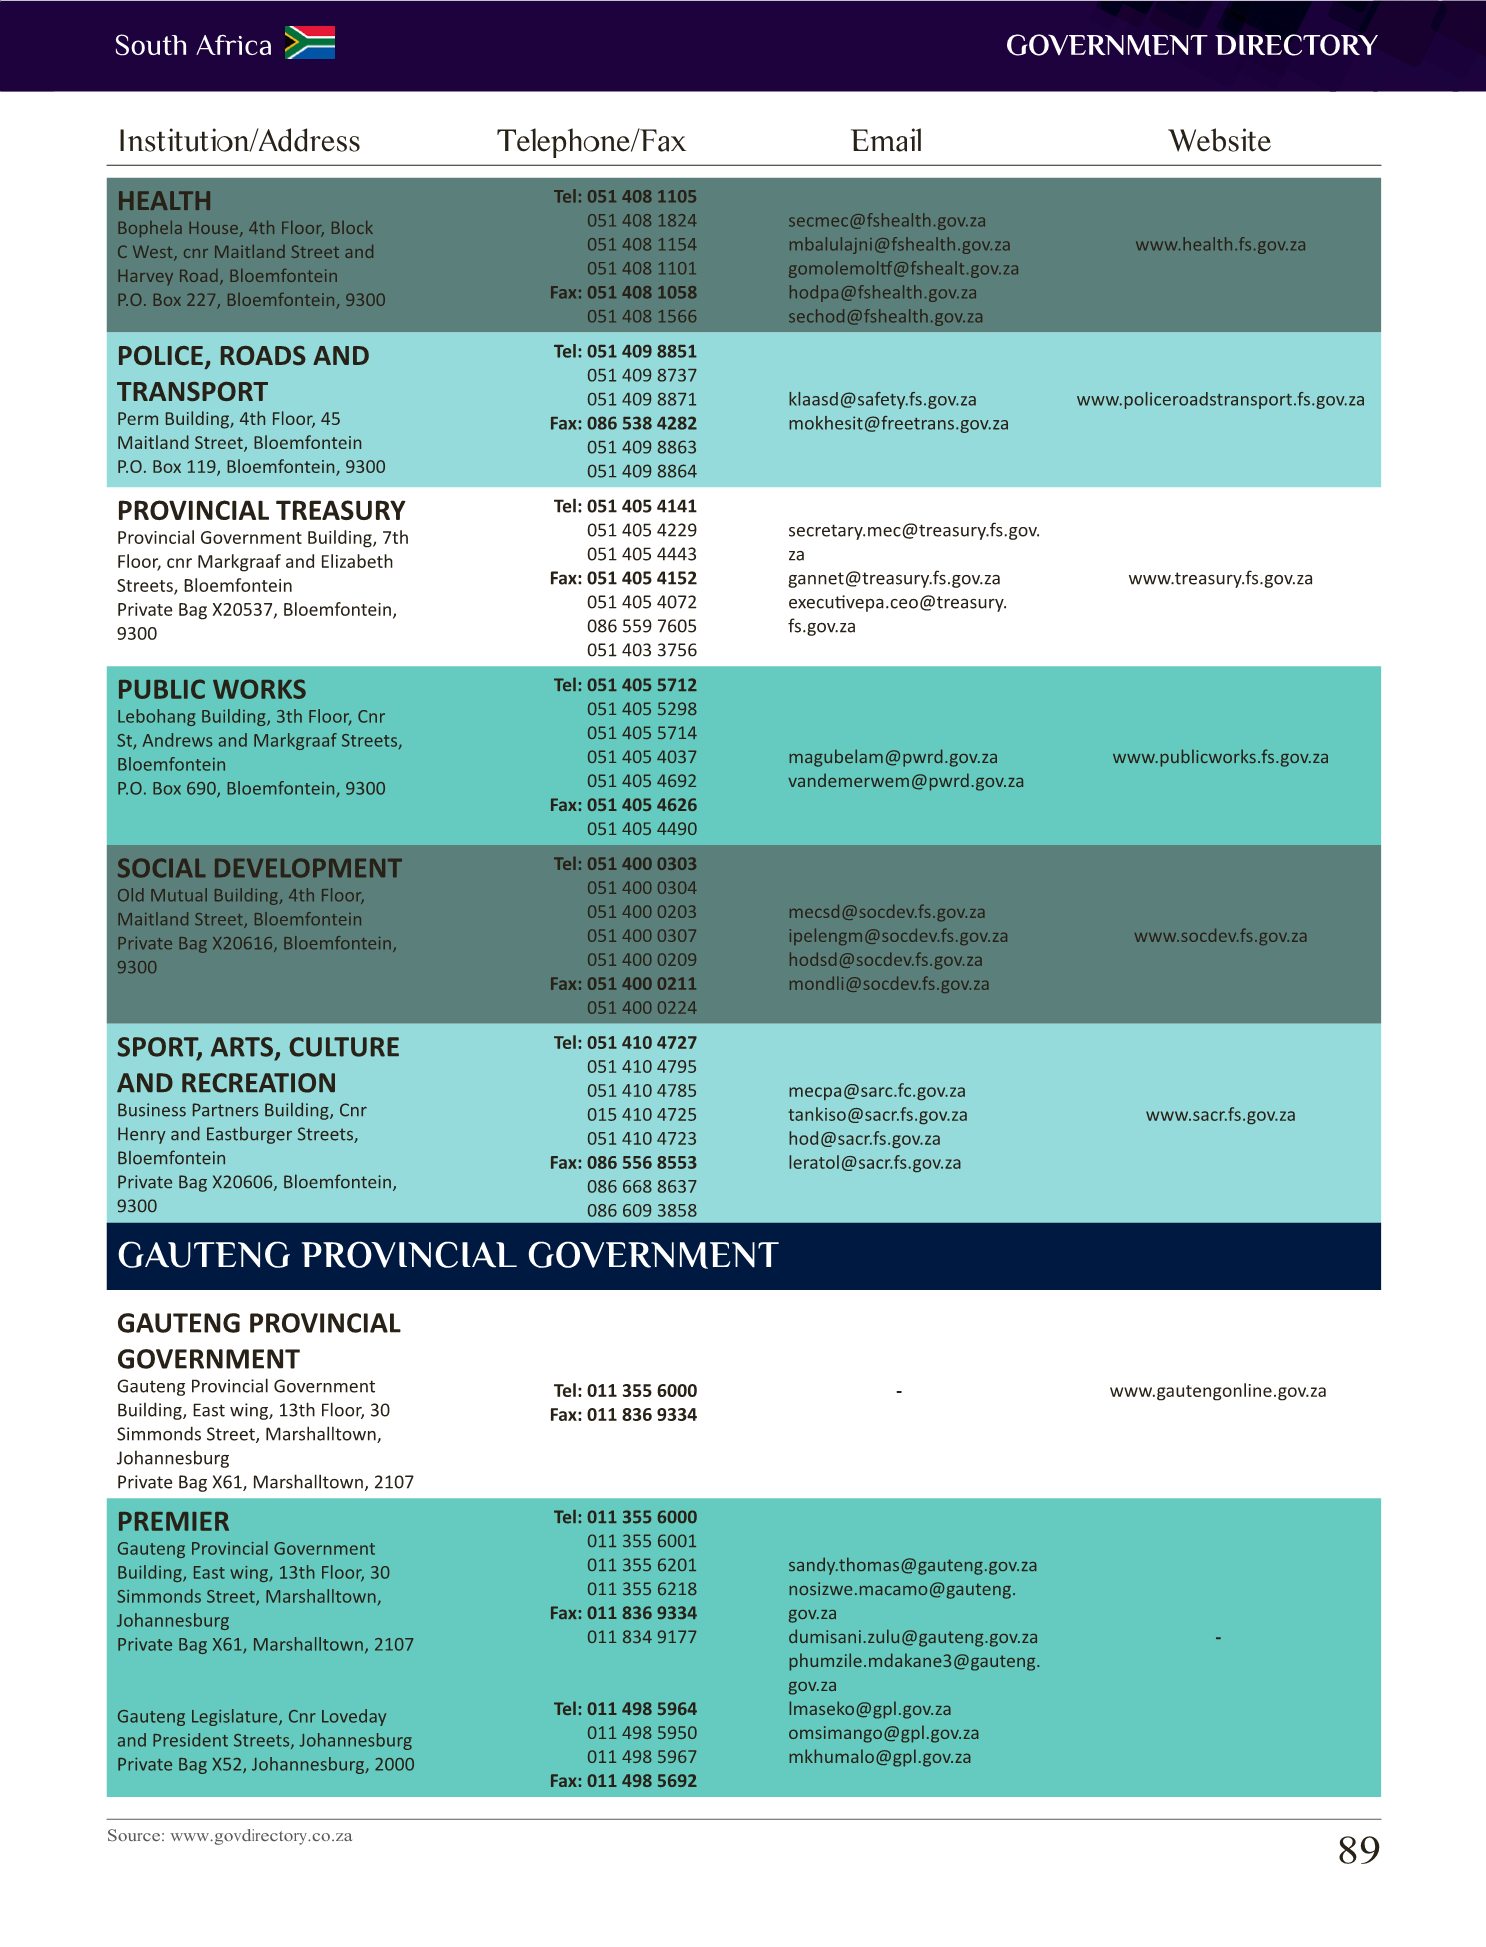 South Africa
GOVERNMENT DIRECTORY
Institution/Address Telephone/Fax Email Website
HEALTH
Bophela House, 4th Floor, Block
C West, cnr Maitland Street and
Harvey Road, Bloemfontein
P.O. Box 227, Bloemfontein, 9300
Tel: 051 408 1105
051 408 1824
051 408 1154
051 408 1101
Fax: 051 408 1058
051 408 1566
secmec@fshealth.gov.za
mbalulajni@fshealth.gov.za
gomolemoltf@fshealt.gov.za
hodpa@fshealth.gov.za
sechod@fshealth.gov.za
www.health.fs.gov.za
POLICE, ROADS AND
TRANSPORT
Perm Building, 4th Floor, 45
Maitland Street, Bloemfontein
P.O. Box 119, Bloemfontein, 9300
Tel: 051 409 8851
051 409 8737
051 409 8871
Fax: 086 538 4282
051 409 8863
051 409 8864
klaasd@safety.fs.gov.za
mokhesit@freetrans.gov.za
www.policeroadstransport.fs.gov.za
PROVINCIAL TREASURY
Provincial Government Building, 7th
Floor, cnr Markgraaf and Elizabeth
Streets, Bloemfontein
Private Bag X20537, Bloemfontein,
9300
Tel: 051 405 4141
051 405 4229
051 405 4443
Fax: 051 405 4152
051 405 4072
086 559 7605
051 403 3756
secretary.mec@treasury.fs.gov.
za
gannet@treasury.fs.gov.za
executivepa.ceo@treasury.
fs.gov.za
www.treasury.fs.gov.za
PUBLIC WORKS
Lebohang Building, 3th Floor, Cnr
St, Andrews and Markgraaf Streets,
Bloemfontein
P.O. Box 690, Bloemfontein, 9300
Tel: 051 405 5712
051 405 5298
051 405 5714
051 405 4037
051 405 4692
Fax: 051 405 4626
051 405 4490
magubelam@pwrd.gov.za
vandemerwem@pwrd.gov.za
www.publicworks.fs.gov.za
SOCIAL DEVELOPMENT
Old Mutual Building, 4th Floor,
Maitland Street, Bloemfontein
Private Bag X20616, Bloemfontein,
9300
Tel: 051 400 0303
051 400 0304
051 400 0203
051 400 0307
051 400 0209
Fax: 051 400 0211
051 400 0224
mecsd@socdev.fs.gov.za
ipelengm@socdev.fs.gov.za
hodsd@socdev.fs.gov.za
mondli@socdev.fs.gov.za
www.socdev.fs.gov.za
SPORT, ARTS, CULTURE
AND RECREATION
Business Partners Building, Cnr
Henry and Eastburger Streets,
Bloemfontein
Private Bag X20606, Bloemfontein,
9300
Tel: 051 410 4727
051 410 4795
051 410 4785
015 410 4725
051 410 4723
Fax: 086 556 8553
086 668 8637
086 609 3858
mecpa@sarc.fc.gov.za
tankiso@sacr.fs.gov.za
hod@sacr.fs.gov.za
leratol@sacr.fs.gov.za
www.sacr.fs.gov.za
GAUTENG PROVINCIAL GOVERNMENT
GAUTENG PROVINCIAL
GOVERNMENT
Gauteng Provincial Government
Building, East wing, 13th Floor, 30
Simmonds Street, Marshalltown,
Johannesburg
Private Bag X61, Marshalltown, 2107
Tel: 011 355 6000
Fax: 011 836 9334
-
www.gautengonline.gov.za
PREMIER
Gauteng Provincial Government
Building, East wing, 13th Floor, 30
Simmonds Street, Marshalltown,
Johannesburg
Private Bag X61, Marshalltown, 2107
Gauteng Legislature, Cnr Loveday
and President Streets, Johannesburg
Private Bag X52, Johannesburg, 2000
Tel: 011 355 6000
011 355 6001
011 355 6201
011 355 6218
Fax: 011 836 9334
011 834 9177
Tel: 011 498 5964
011 498 5950
011 498 5967
Fax: 011 498 5692
sandy.thomas@gauteng.gov.za
nosizwe.macamo@gauteng.
gov.za
dumisani.zulu@gauteng.gov.za
phumzile.mdakane3@gauteng.
gov.za
lmaseko@gpl.gov.za
omsimango@gpl.gov.za
mkhumalo@gpl.gov.za
-
Source: www.govdirectory.co.za
89